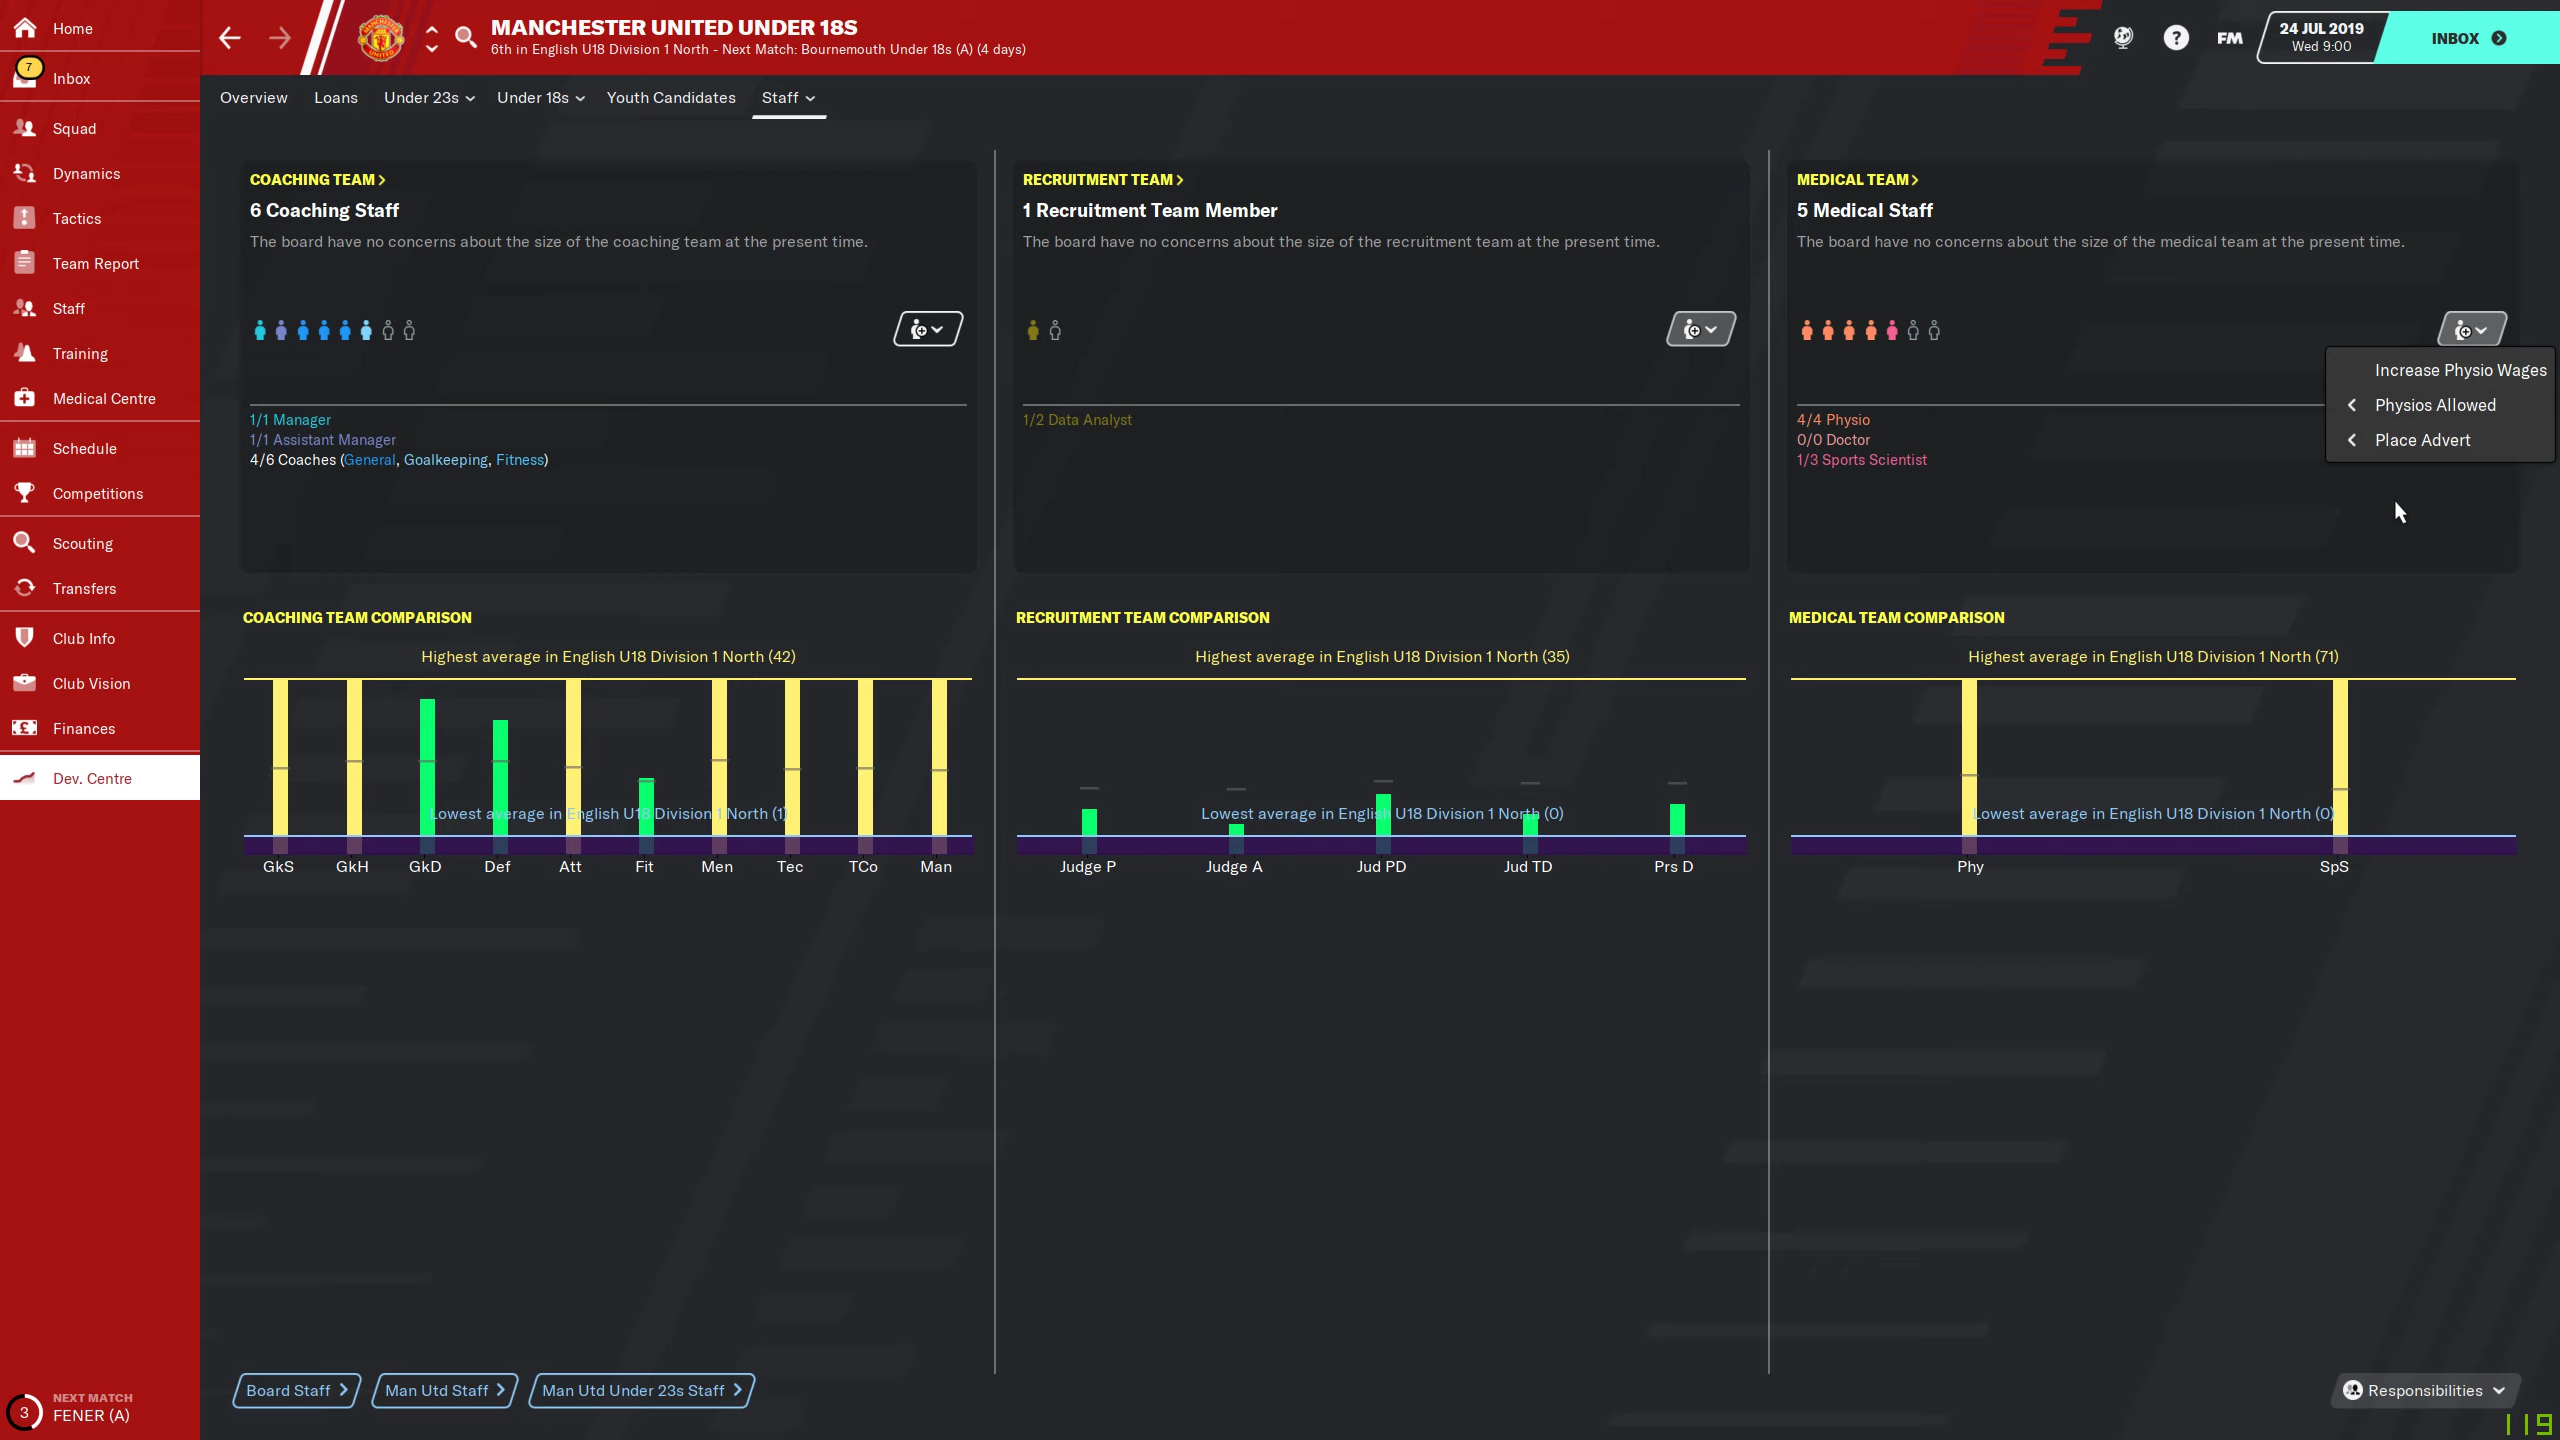 Home
7
Inbox
Squad
Dynamics
Tactics
Team Report
Staff
Training
Medical Centre
Schedule
Competitions
Scouting
Transfers
Club Info
Club Vision
Finances
Dev. Centre
3
NEXT MATCH
FENER (A)
MANCHESTER UNITED UNDER 18S
6th in English U18 Division 1 North - Next Match: Bournemouth Under 18s (A) (4 days)
?
FM
24 JUL 2019
Wed 9:00
INBOX
Overview Loans Under 23s Under 18s Youth Candidates Staff
COACHING TEAM
6 Coaching Staff
The board have no concerns about the size of the coaching team at the present time.
1/1 Manager
1/1 Assistant Manager
4/6 Coaches (General, Goalkeeping, Fitness)
RECRUITMENT TEAM
1 Recruitment Team Member
The board have no concerns about the size of the recruitment team at the present time.
1/2 Data Analyst
MEDICAL TEAM
5 Medical Staff
The board have no concerns about the size of the medical team at the present time.
Increase Physio Wages
Physios Allowed
Place Advert
4/4 Physio
0/0 Doctor
1/3 Sports Scientist
COACHING TEAM COMPARISON
Highest average in English U18 Division 1 North (42)
Lowest average in English U18 Division 1 North (1)
GkS GkH GkD Def Att Fit Men Tec TCo Man
RECRUITMENT TEAM COMPARISON
Highest average in English U18 Division 1 North (35)
Lowest average in English U18 Division 1 North (0)
Judge P Judge A Jud PD Jud TD Prs D
MEDICAL TEAM COMPARISON
Highest average in English U18 Division 1 North (71)
Lowest average in English U18 Division 1 North (0)
Phy SpS
Board Staff Man Utd Staff Man Utd Under 23s Staff
Responsibilities
119